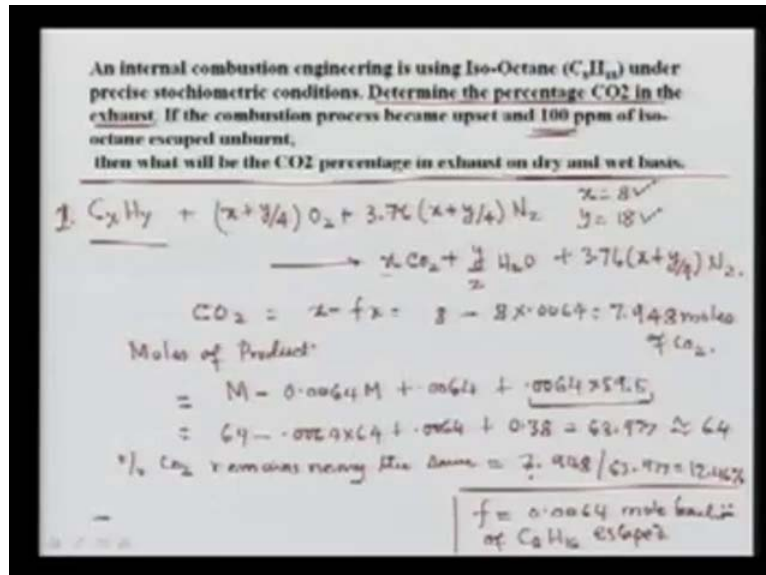 An internal combustion engineering is using Iso-Octane (C₈H₁₈) under
precise stochiometric conditions. Determine the percentage CO2 in the
exhaust. If the combustion process became upset and 100 ppm of iso-
octane escaped unburnt,
then what will be the CO2 percentage in exhaust on dry and wet basis.
x = 8 ✓
1. CxHy + (x+y/4) O₂ + 3.76 (x+y/4) N₂ y = 18 ✓
⟶ x CO₂ + y/2 H₂O + 3.76(x+y/4) N₂.
CO₂ = x - fx = 8 - 8x.0064 = 7.948 moles
of CO₂.
Moles of Product
= M - 0.0064M + .0064 + .0064x59.5
= 64 - .0064x64 + .0064 + 0.38 = 63.977 ≈ 64
% CO₂ remains nearly the same = 7.948/63.977 = 12.46%
f = 0.0064 mole
of C₈H₁₈ escaped